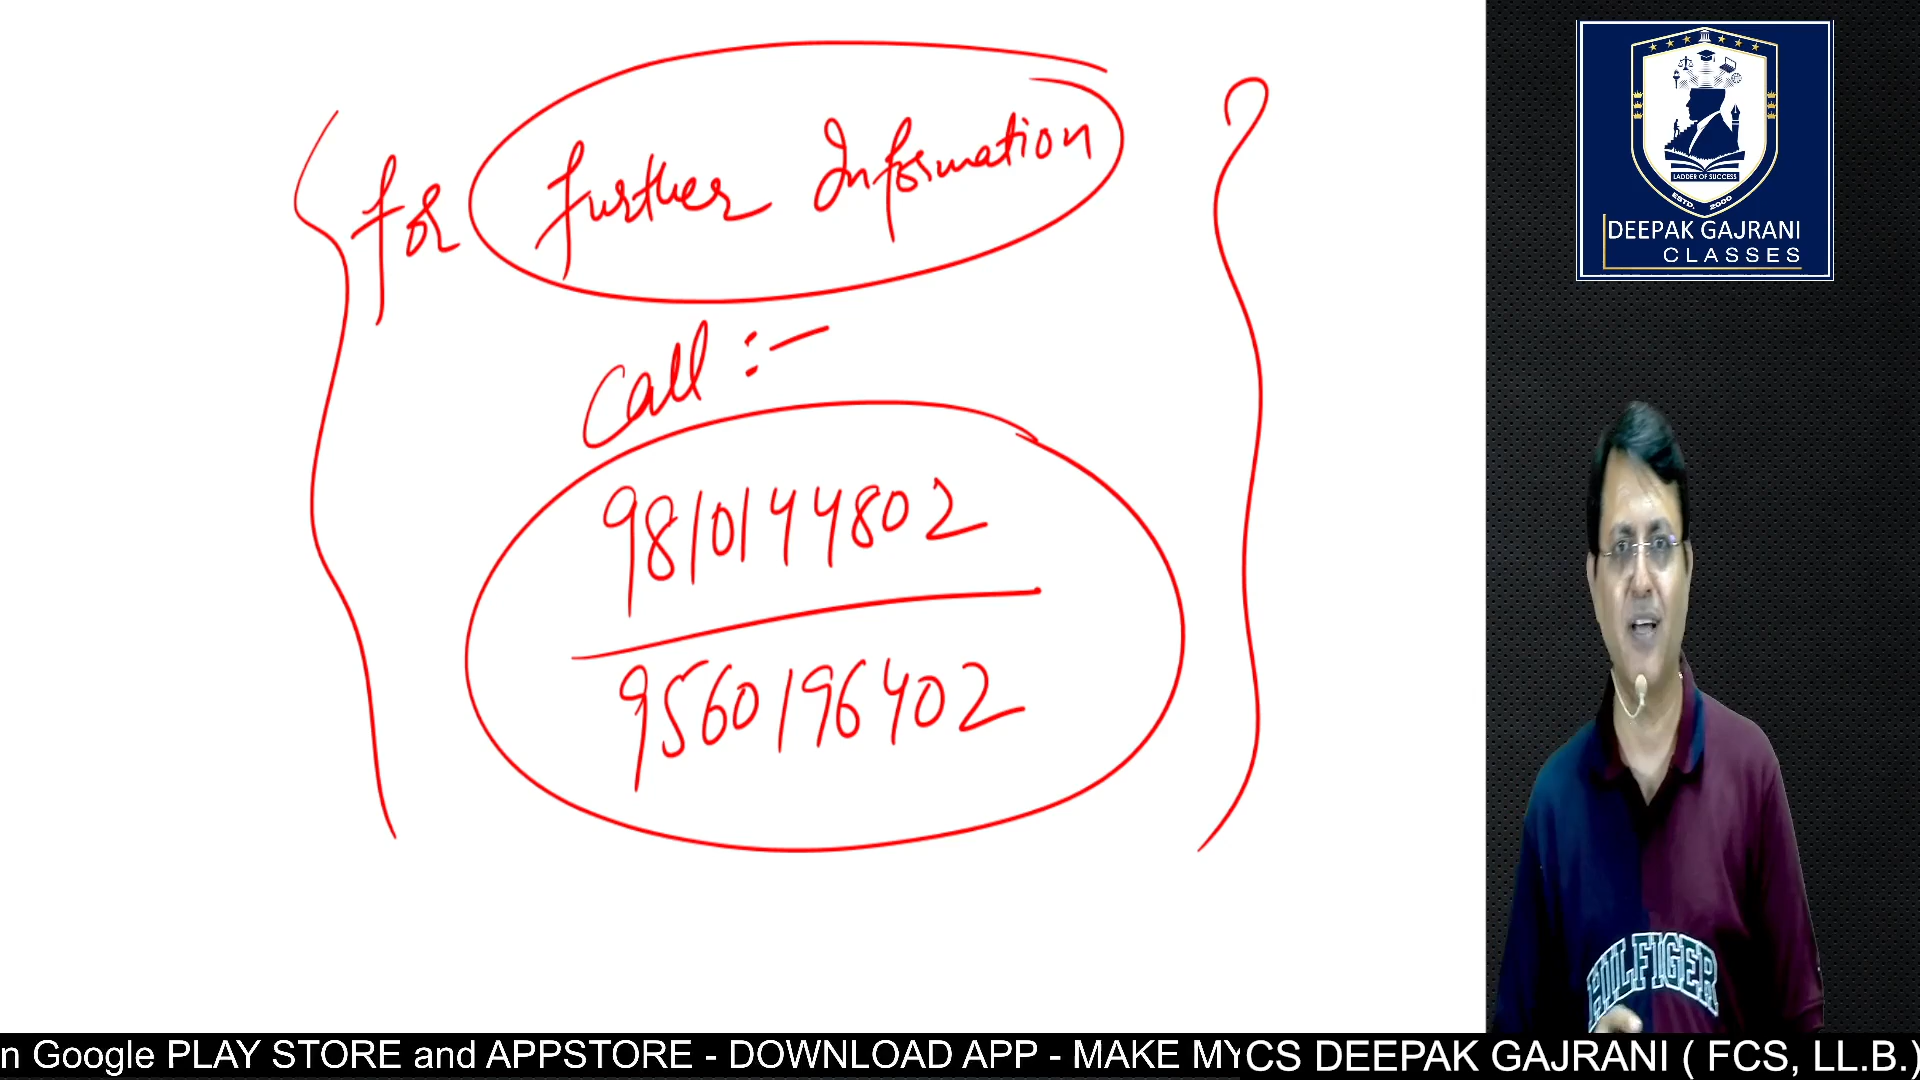 for further Information
Call :-
9810144802
9560196402
LADDER OF SUCCESS
ESTD. 2000
DEEPAK GAJRANI
CLASSES
HILFIGER
n Google PLAY STORE and APPSTORE - DOWNLOAD APP - MAKE MY
CS DEEPAK GAJRANI ( FCS, LL.B.)